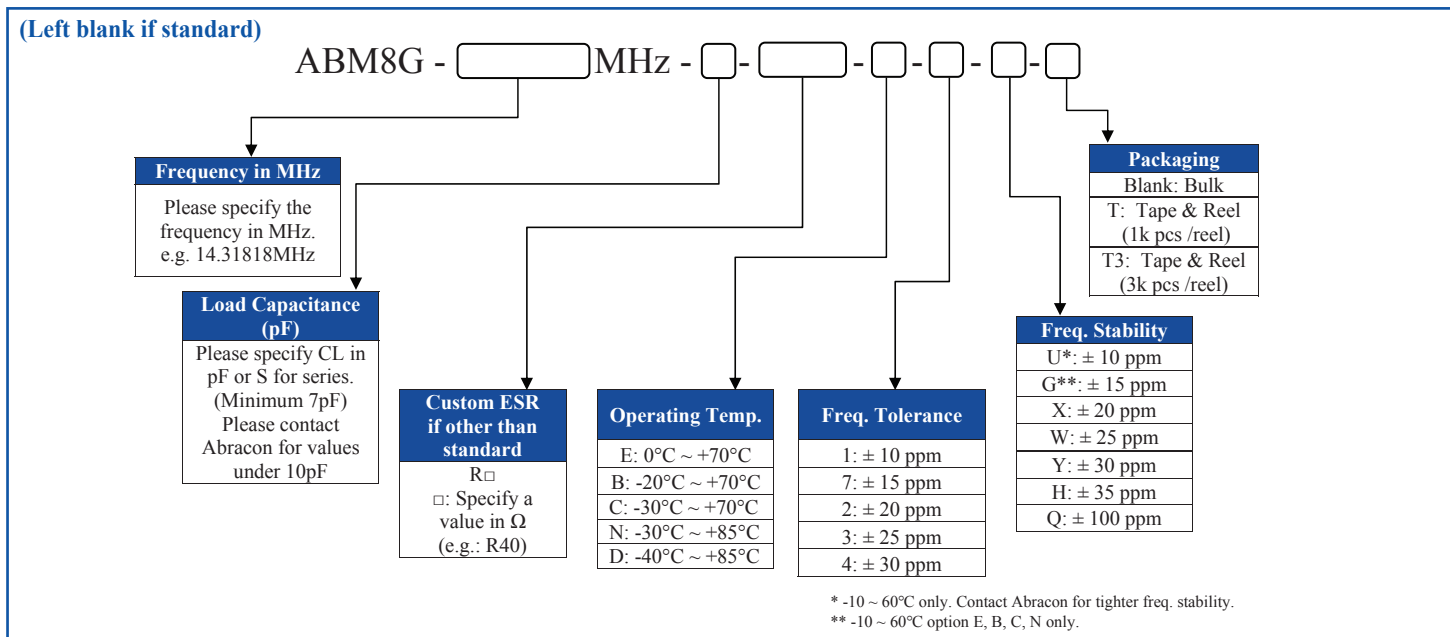 (Left blank if standard)
ABM8G - MHz - - - - - -
Frequency in MHz
Please specify the
frequency in MHz.
e.g. 14.31818MHz
Load Capacitance
(pF)
Please specify CL in
pF or S for series.
(Minimum 7pF)
Please contact
Abracon for values
under 10pF
Custom ESR
if other than
standard
R□
□: Specify a
value in Ω
(e.g.: R40)
Operating Temp.
E: 0°C ~ +70°C
B: -20°C ~ +70°C
C: -30°C ~ +70°C
N: -30°C ~ +85°C
D: -40°C ~ +85°C
Freq. Tolerance
1: ± 10 ppm
7: ± 15 ppm
2: ± 20 ppm
3: ± 25 ppm
4: ± 30 ppm
Freq. Stability
U*: ± 10 ppm
G**: ± 15 ppm
X: ± 20 ppm
W: ± 25 ppm
Y: ± 30 ppm
H: ± 35 ppm
Q: ± 100 ppm
Packaging
Blank: Bulk
T: Tape & Reel
(1k pcs /reel)
T3: Tape & Reel
(3k pcs /reel)
* -10 ~ 60°C only. Contact Abracon for tighter freq. stability.
** -10 ~ 60°C option E, B, C, N only.